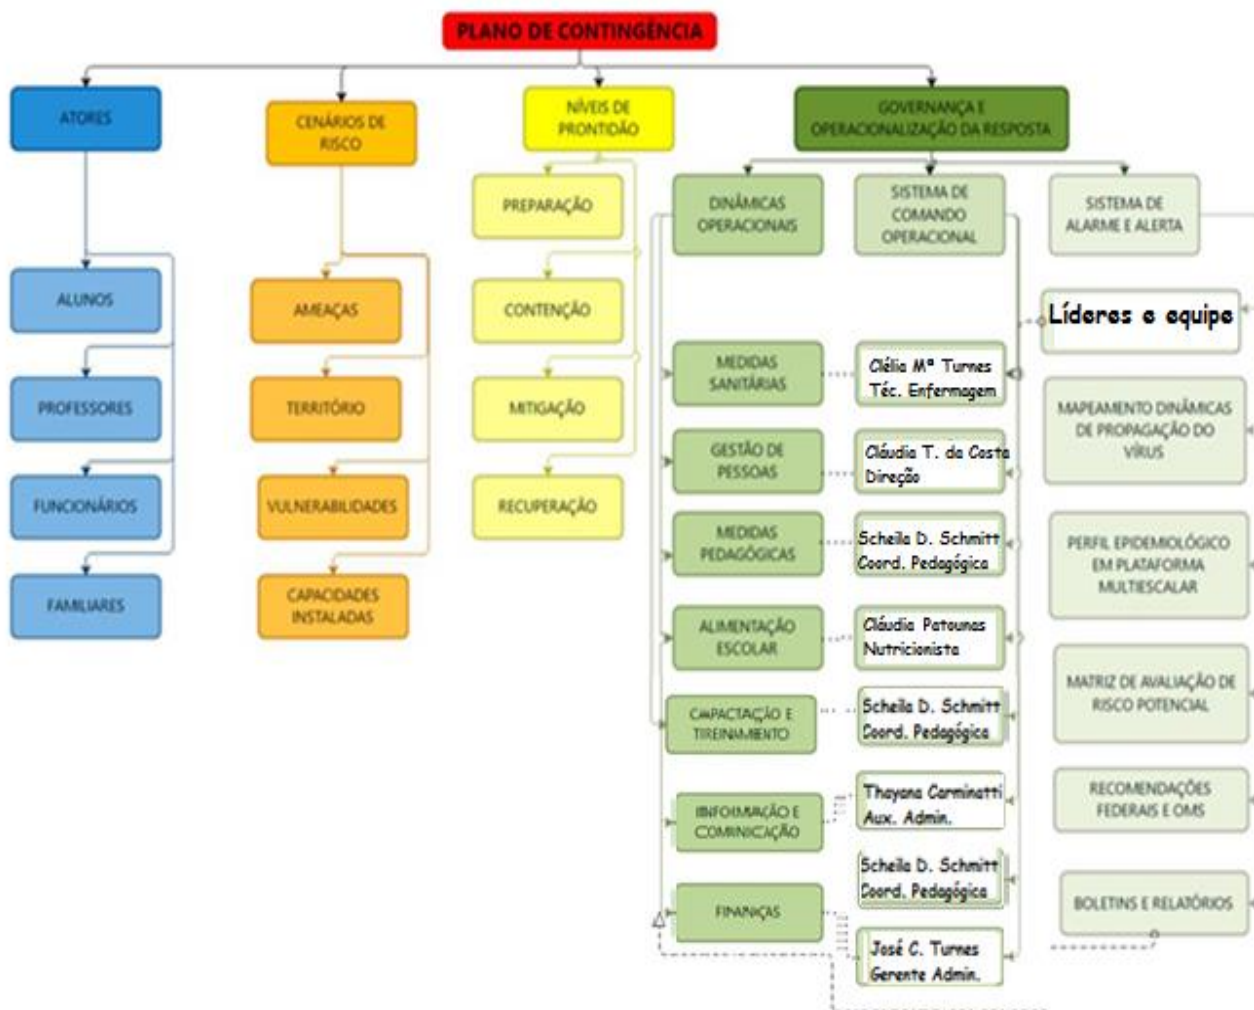 PLANO DE CONTINGÊNCIA
ATORES
CENÁRIOS DE
RISCO
NÍVEIS DE
PRONTIDÃO
GOVERNANÇA E
OPERACIONALIZAÇÃO DA RESPOSTA
ALUNOS
PROFESSORES
FUNCIONÁRIOS
FAMILIARES
AMEAÇAS
TERRITÓRIO
VULNERABILIDADES
CAPACIDADES
INSTALADAS
PREPARAÇÃO
CONTENÇÃO
MITIGAÇÃO
RECUPERAÇÃO
DINÂMICAS
OPERACIONAIS
MEDIDAS
SANITÁRIAS
GESTÃO DE
PESSOAS
MEDIDAS
PEDAGÓGICAS
ALIMENTAÇÃO
ESCOLAR
CMPACTAÇÃO E
TIREINAMENTO
IINFOIMAÇÃO E
COMINICAÇÃO
FINANÇAS
SISTEMA DE
COMANDO
OPERACIONAL
Clélia Mª Turnes
Téc. Enfermagem
Cláudia T. da Costa
Direção
Scheila D. Schmitt
Coord. Pedagógica
Cláudia Patounas
Nutricionista
Scheila D. Schmitt
Coord. Pedagógica
Thayana Carminatti
Aux. Admin.
Scheila D. Schmitt
Coord. Pedagógica
José C. Turnes
Gerente Admin.
SISTEMA DE
ALARME E ALERTA
Líderes e equipe
MAPEAMENTO DINÂMICAS
DE PROPAGAÇÃO DO
VÍRUS
PERFIL EPIDEMIOLÓGICO
EM PLATAFORMA
MULTIESCALAR
MATRIZ DE AVALIAÇÃO DE
RISCO POTENCIAL
RECOMENDAÇÕES
FEDERAIS E OMS
BOLETINS E RELATÓRIOS